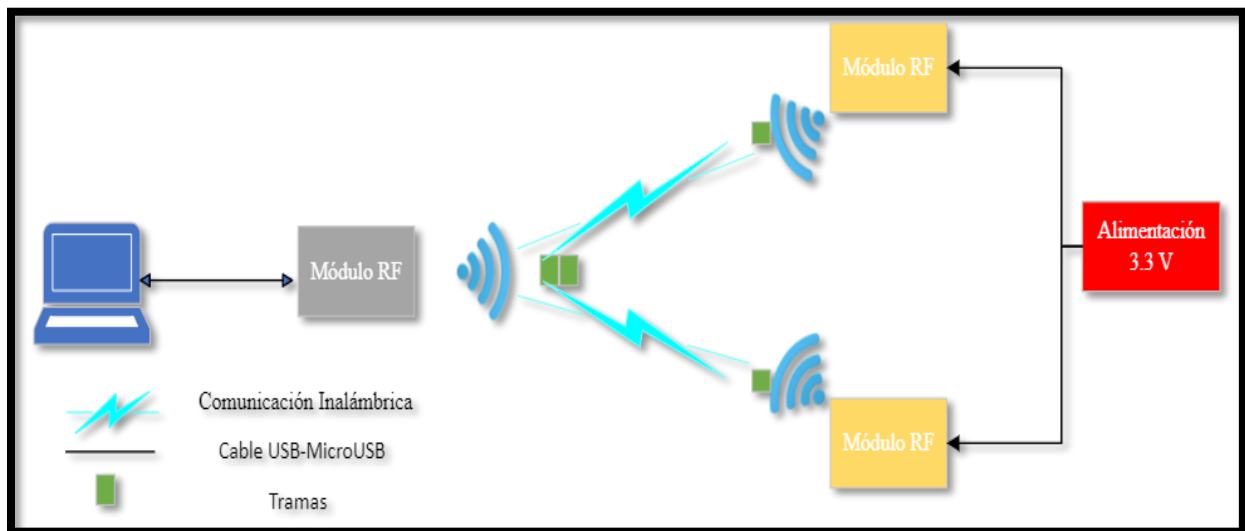 Módulo RF
Alimentación
3.3 V
Módulo RF
Módulo RF
Comunicación Inalámbrica
Cable USB-MicroUSB
Tramas